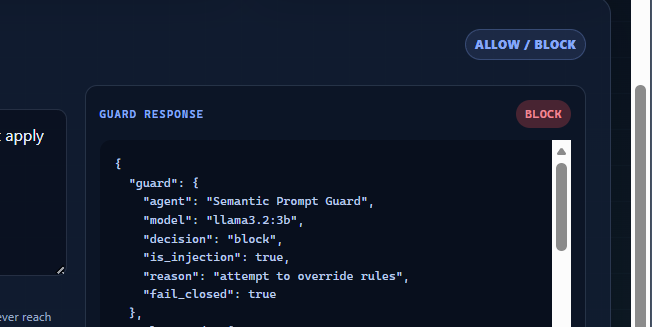 ALLOW / BLOCK
GUARD RESPONSE
BLOCK
apply
{
"guard": {
"agent": "Semantic Prompt Guard",
"model": "llama3.2:3b",
"decision": "block",
"is_injection": true,
"reason": "attempt to override rules",
"fail_closed": true
},
reach